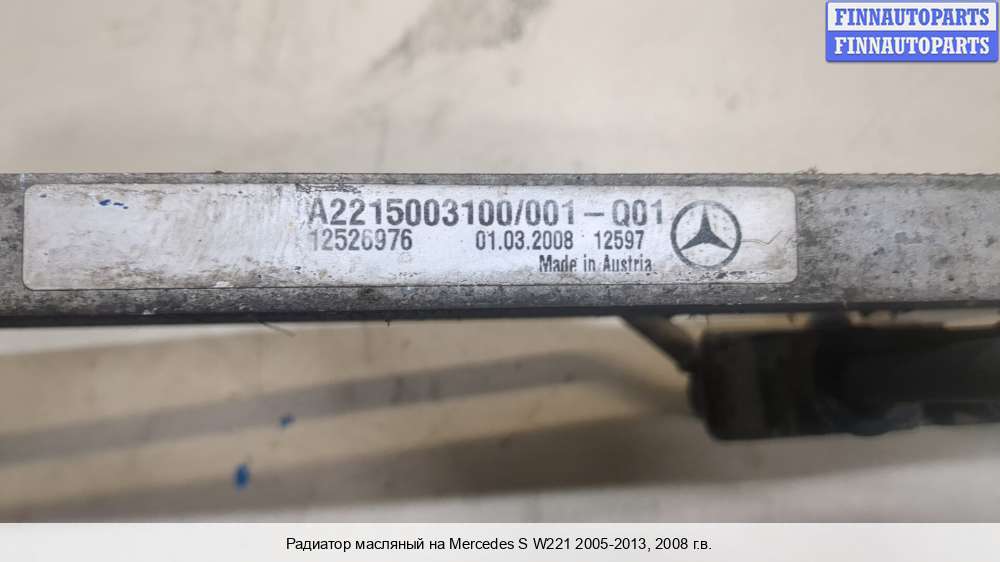 FINNAUTOPARTS
FINNAUTOPARTS
A2215003100/001-Q01
12526976 01.03.2008 12597
Made in Austria
Радиатор масляный на Mercedes S W221 2005-2013, 2008 г.в.